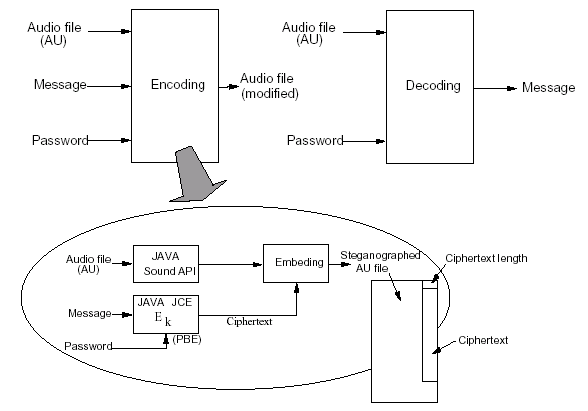 Audio file
(AU)
Message
Password
Encoding
Audio file
(modified)
Audio file
(AU)
Password
Decoding
Message
Audio file
(AU)
JAVA
Sound API
Embeding
Steganographed
AU file
Ciphertext length
Message
JAVA JCE
E k
(PBE)
Ciphertext
Password
Ciphertext